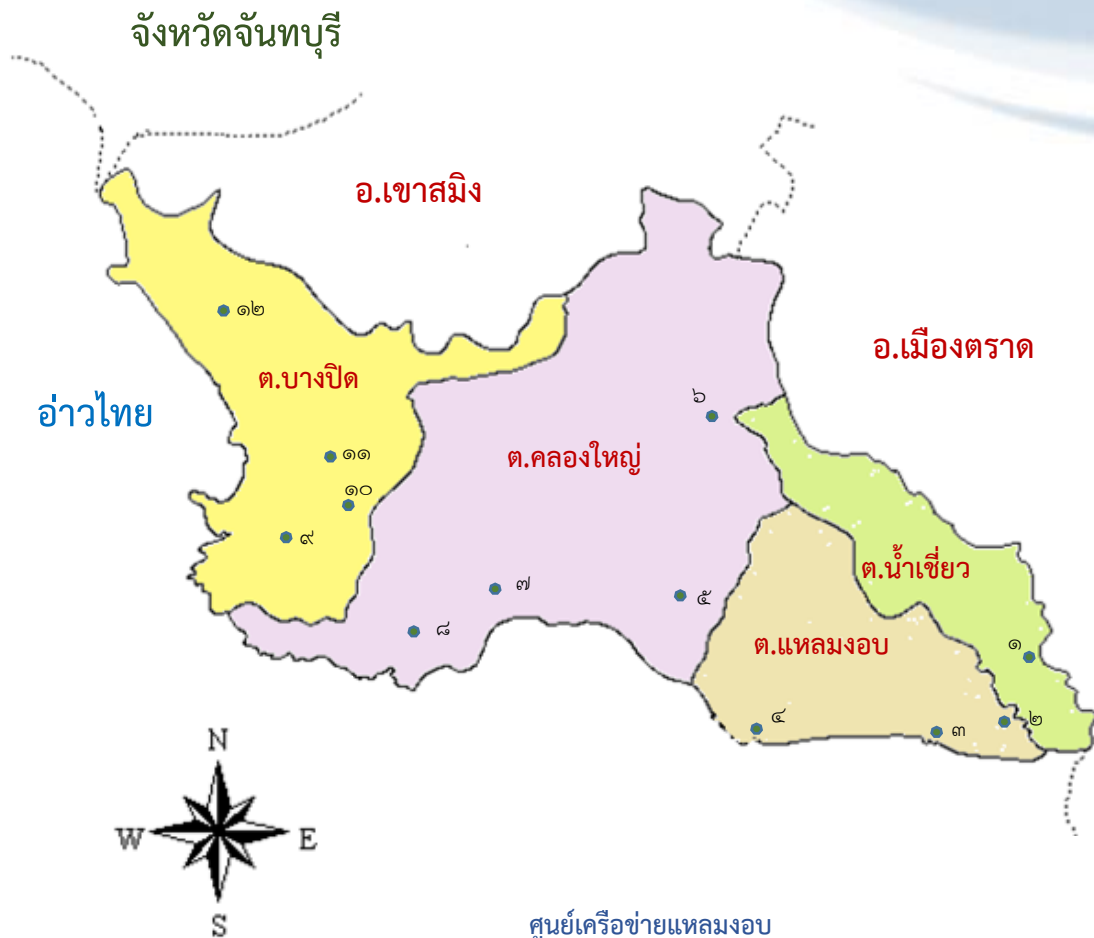 จังหวัดจันทบุรี
อ.เขาสมิง
๑๒
อ.เมืองตราด
ต.บางปิด
อ่าวไทย
๖
๑๑
ต.คลองใหญ่
๑๐
๙
ต.น้ำเชี่ยว
๗
๕
๘
ต.แหลมงอบ
๑
๔
๓
๒
N
W
E
S
ศูนย์เครือข่ายแหลมงอบ